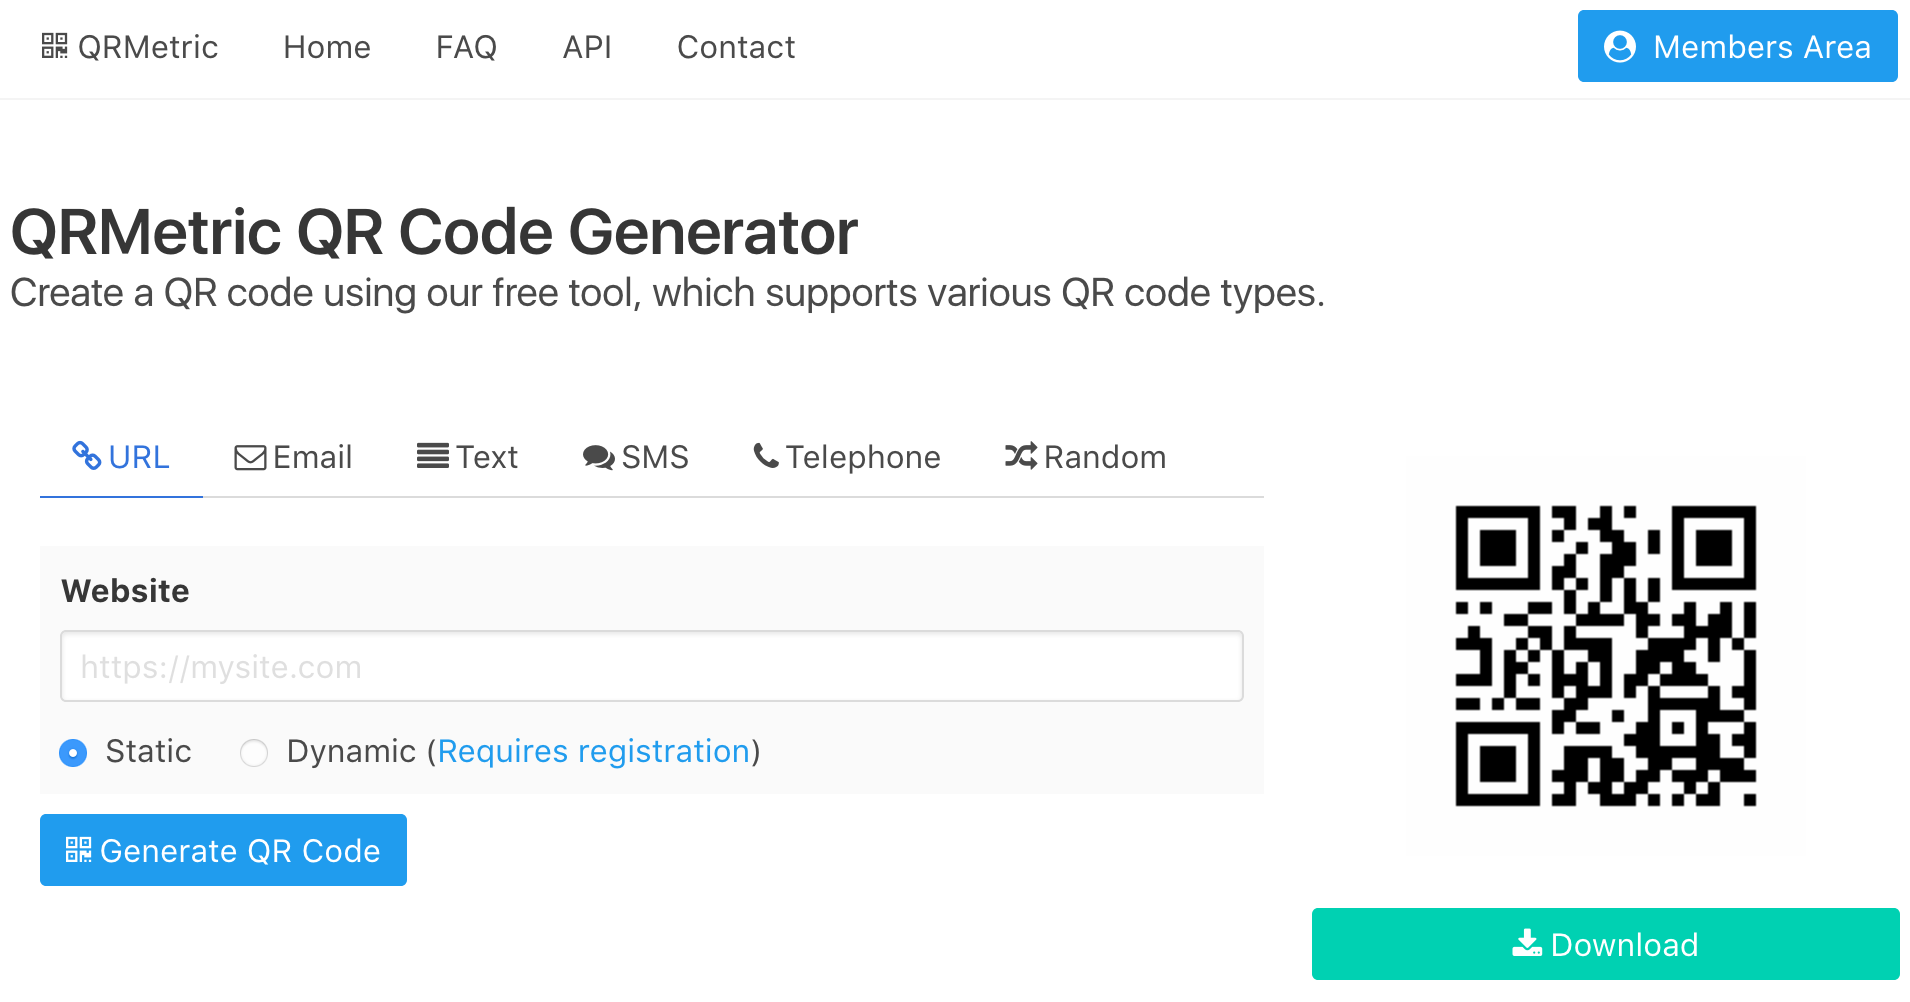 QRMetric Home FAQ API Contact Members Area
QRMetric QR Code Generator
Create a QR code using our free tool, which supports various QR code types.
URL Email Text SMS Telephone Random
Website
https://mysite.com
Static Dynamic (Requires registration)
Generate QR Code
Download